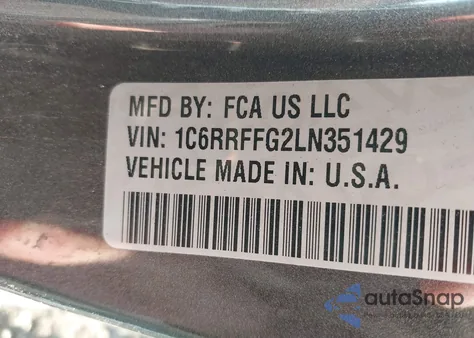 MFD BY: FCA US LLC
VIN: 1C6RRFFG2LN351429
VEHICLE MADE IN: U.S.A.
autoSnap